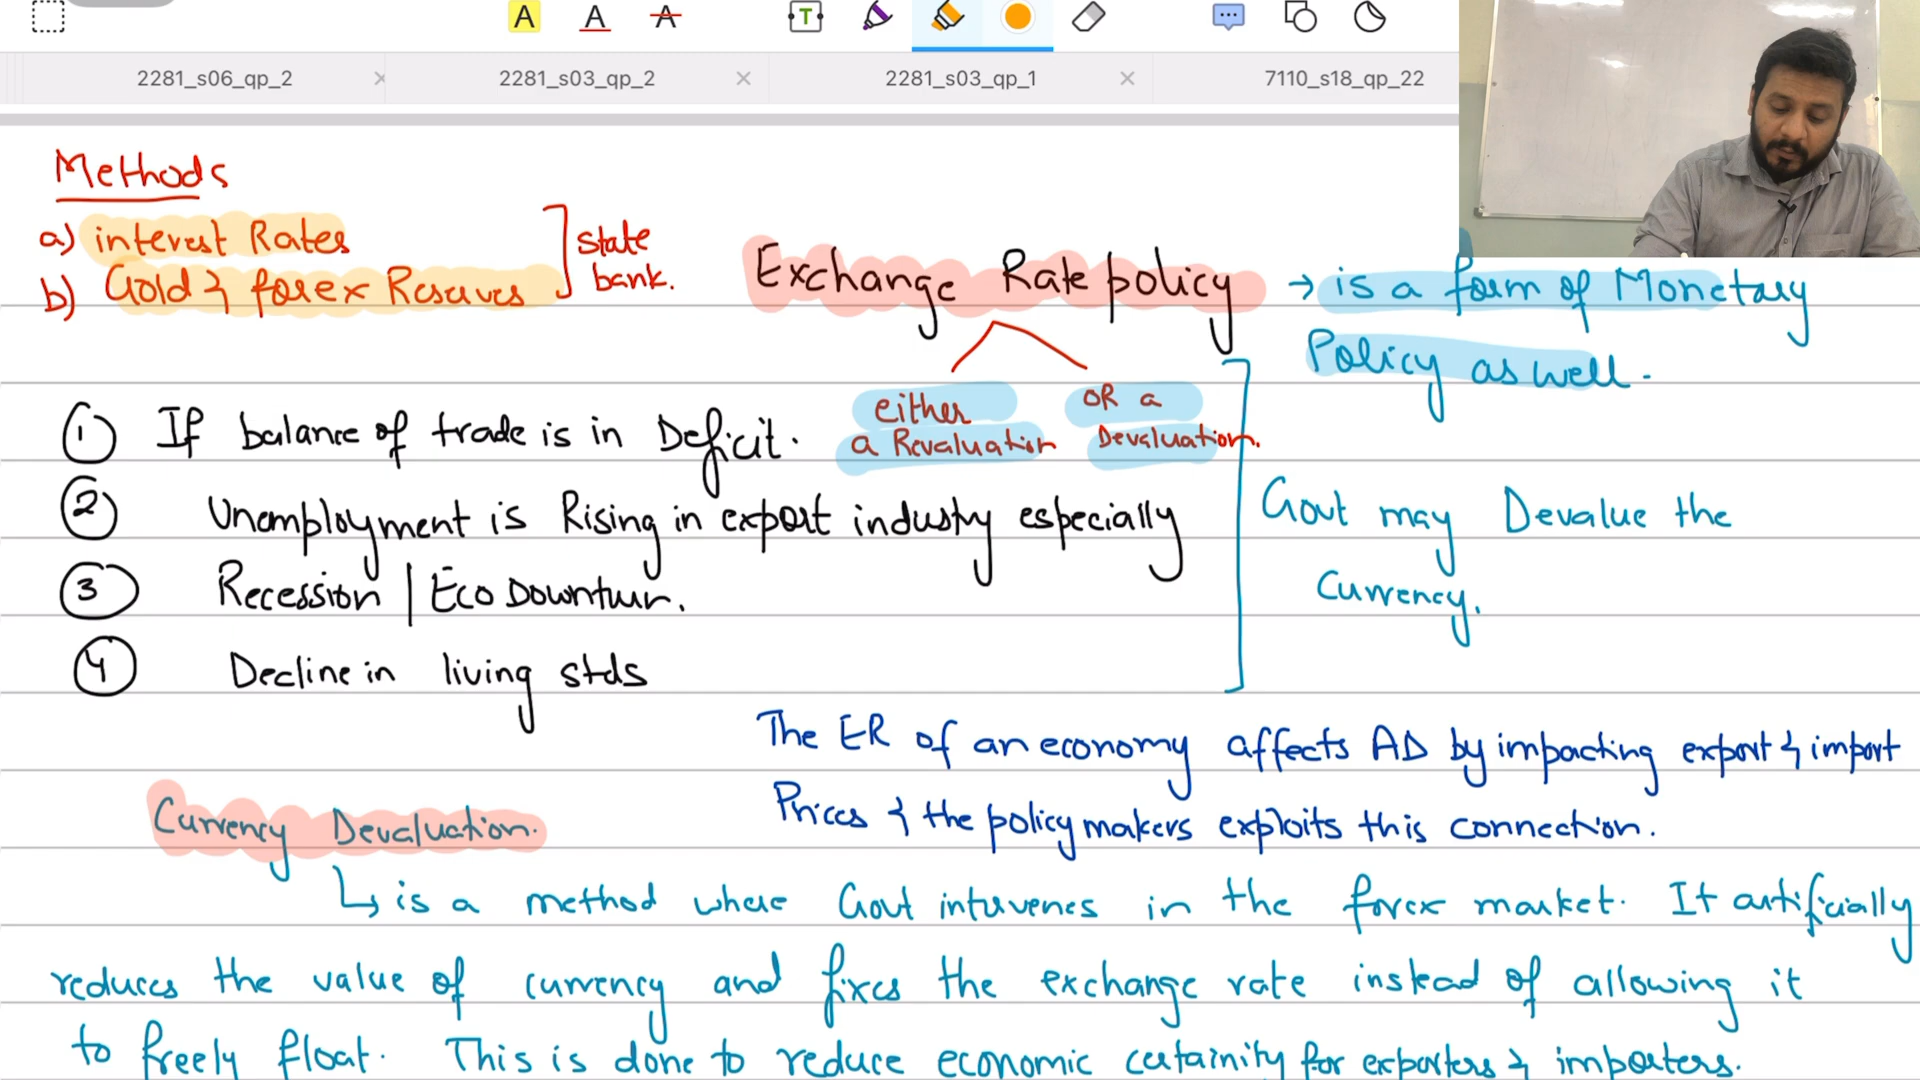 A A A T
2281_s06_qp_2 × 2281_s03_qp_2 × 2281_s03_qp_1 × 7110_s18_qp_22
Methods
a) interest Rates
b) Gold & forex Reserves
state
bank.
Exchange Rate policy → is a form of Monetary
Policy as well.
either
a Revaluation
OR a
Devaluation.
① If balance of trade is in Deficit.
② Unemployment is Rising in export industry especially
③ Recession | Eco Downturn.
④ Decline in living stds
Govt may Devalue the
Currency.
The ER of an economy affects AD by impacting export & import
Prices & the policymakers exploits this connection.
Currency Devaluation.
↳ is a method where Govt intervenes in the forex market. It artificially
reduces the value of currency and fixes the exchange rate instead of allowing it
to freely float. This is done to reduce economic certainity for exporters & importers.